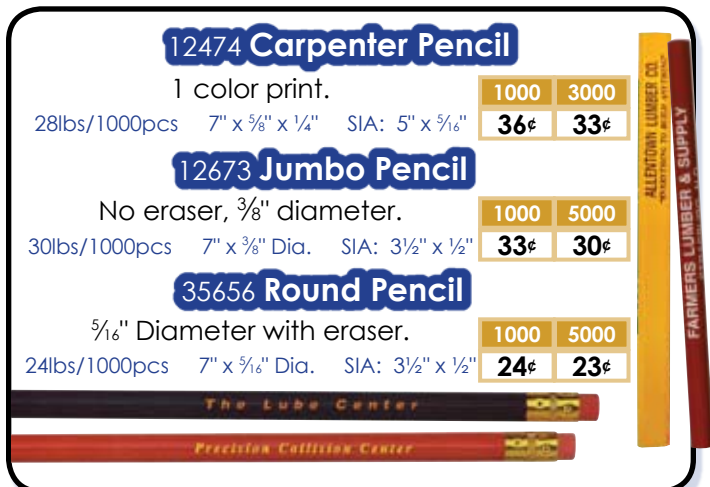 12474 Carpenter Pencil
1 color print.
28lbs/1000pcs 7" x ⅝" x ¼" SIA: 5" x 5⁄16"
1000 3000
36¢ 33¢
12673 Jumbo Pencil
No eraser, ⅜" diameter.
30lbs/1000pcs 7" x ⅜" Dia. SIA: 3½" x ½"
1000 5000
33¢ 30¢
35656 Round Pencil
5⁄16" Diameter with eraser.
24lbs/1000pcs 7" x 5⁄16" Dia. SIA: 3½" x ½"
1000 5000
24¢ 23¢
The Lube Center
Precision Collision Center
ALLENTOWN LUMBER CO.
"EVERYTHING TO BUILD ANYTHING"
FARMERS LUMBER & SUPPLY